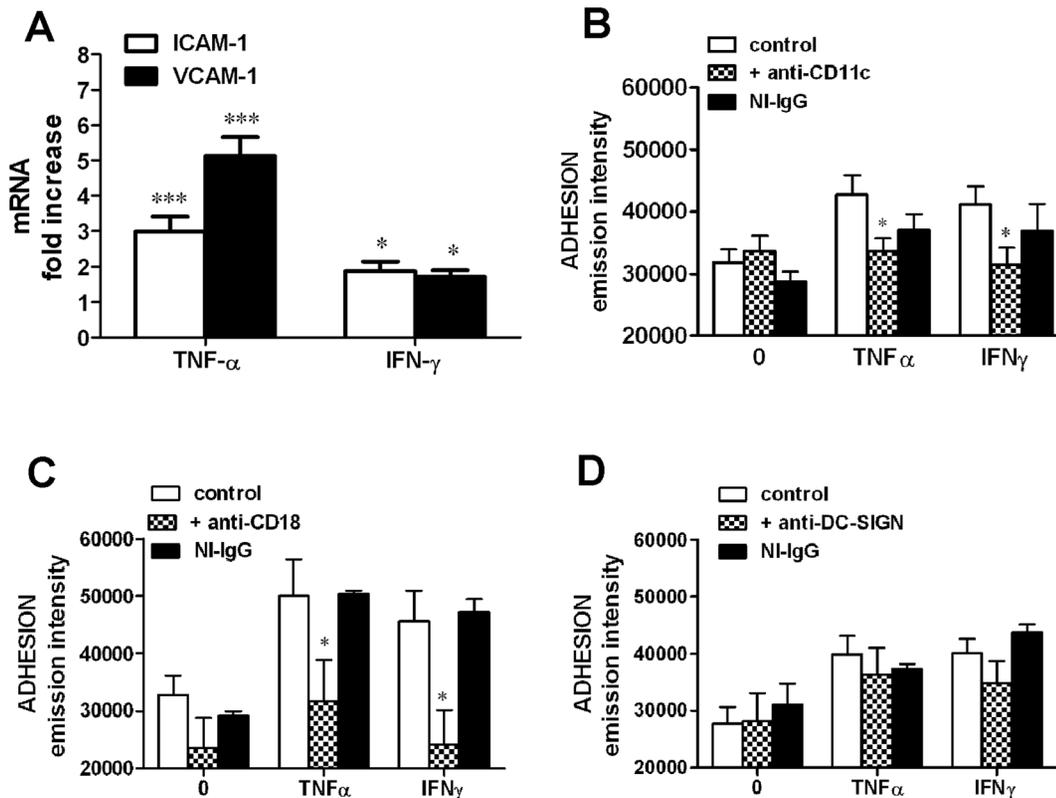 A
ICAM-1
VCAM-1
mRNA
fold increase
8
7
6
5
4
3
2
1
0
***
***
*
*
TNF-α
IFN-γ
B
control
+ anti-CD11c
NI-IgG
ADHESION
emission intensity
60000
50000
40000
30000
20000
*
*
0
TNFα
IFNγ
C
control
+ anti-CD18
NI-IgG
ADHESION
emission intensity
60000
50000
40000
30000
20000
*
*
0
TNFα
IFNγ
D
control
+ anti-DC-SIGN
NI-IgG
ADHESION
emission intensity
60000
50000
40000
30000
20000
0
TNFα
IFNγ